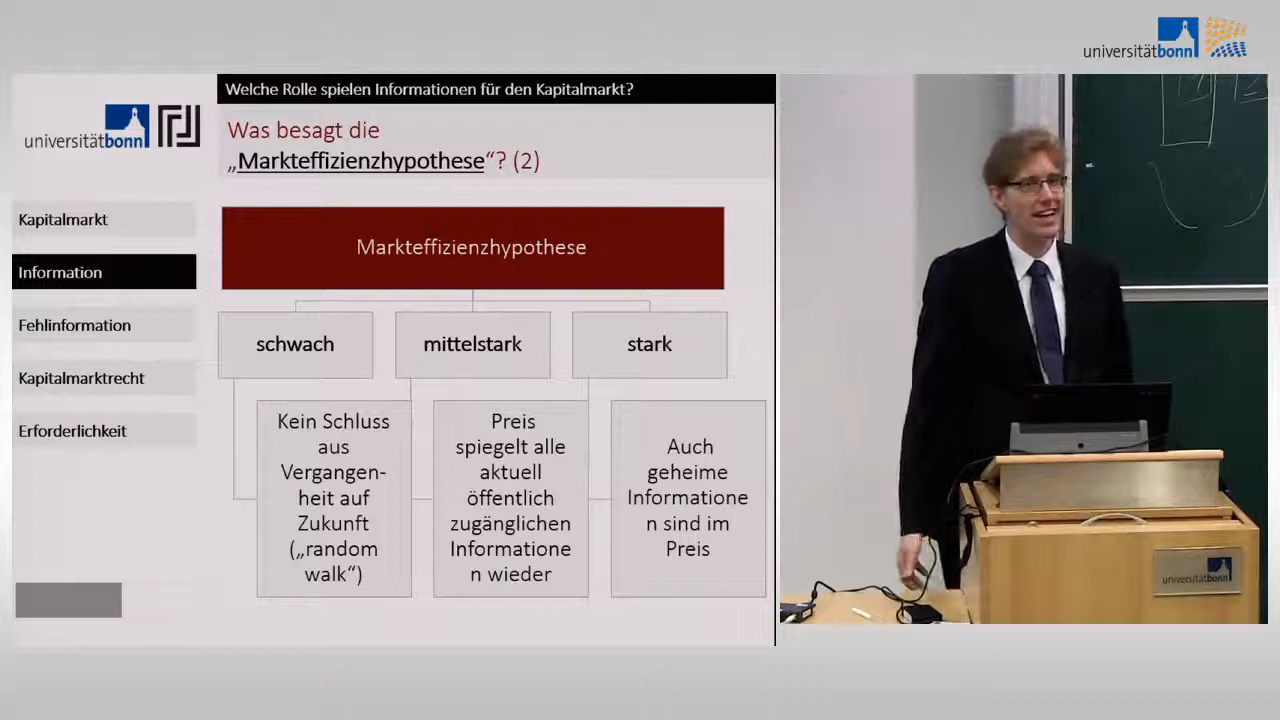 universitätbonn
Welche Rolle spielen Informationen für den Kapitalmarkt?
universitätbonn
Was besagt die
„Markteffizienzhypothese“? (2)
Kapitalmarkt
Information
Fehlinformation
Kapitalmarktrecht
Erforderlichkeit
Markteffizienzhypothese
schwach
mittelstark
stark
Kein Schluss
aus
Vergangen-
heit auf
Zukunft
(„random
walk“)
Preis
spiegelt alle
aktuell
öffentlich
zugänglichen
Informatione
n wieder
Auch
geheime
Informatione
n sind im
Preis
universitätbonn